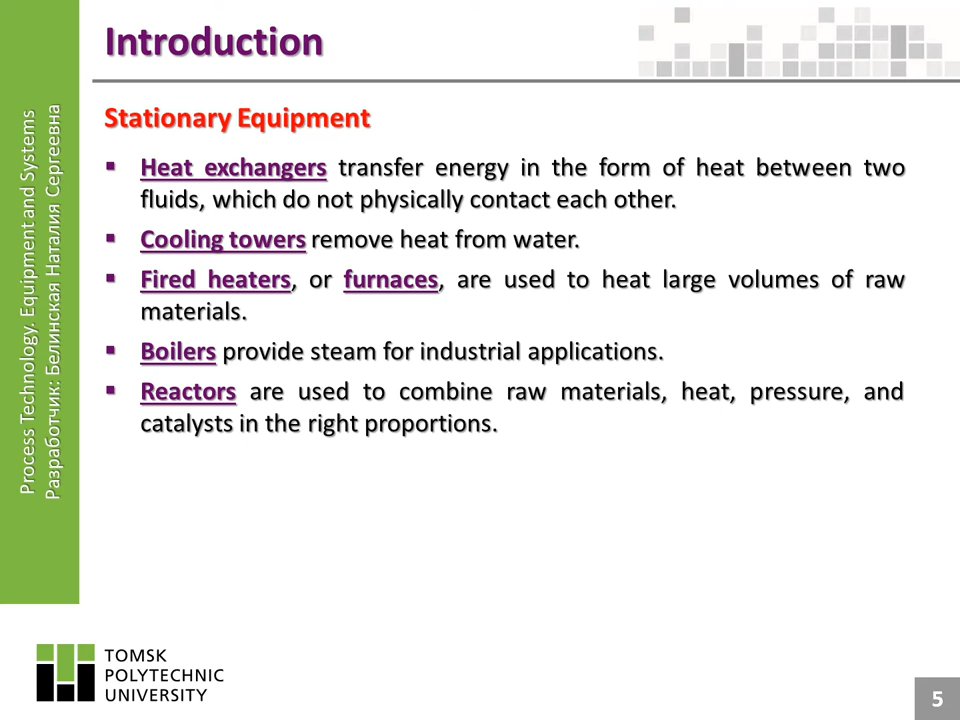 Introduction
Stationary Equipment
▪ Heat exchangers transfer energy in the form of heat between two
fluids, which do not physically contact each other.
▪ Cooling towers remove heat from water.
▪ Fired heaters, or furnaces, are used to heat large volumes of raw
materials.
▪ Boilers provide steam for industrial applications.
▪ Reactors are used to combine raw materials, heat, pressure, and
catalysts in the right proportions.
Process Technology. Equipment and Systems
Разработчик: Белинская Наталия Сергеевна
TOMSK
POLYTECHNIC
UNIVERSITY
5